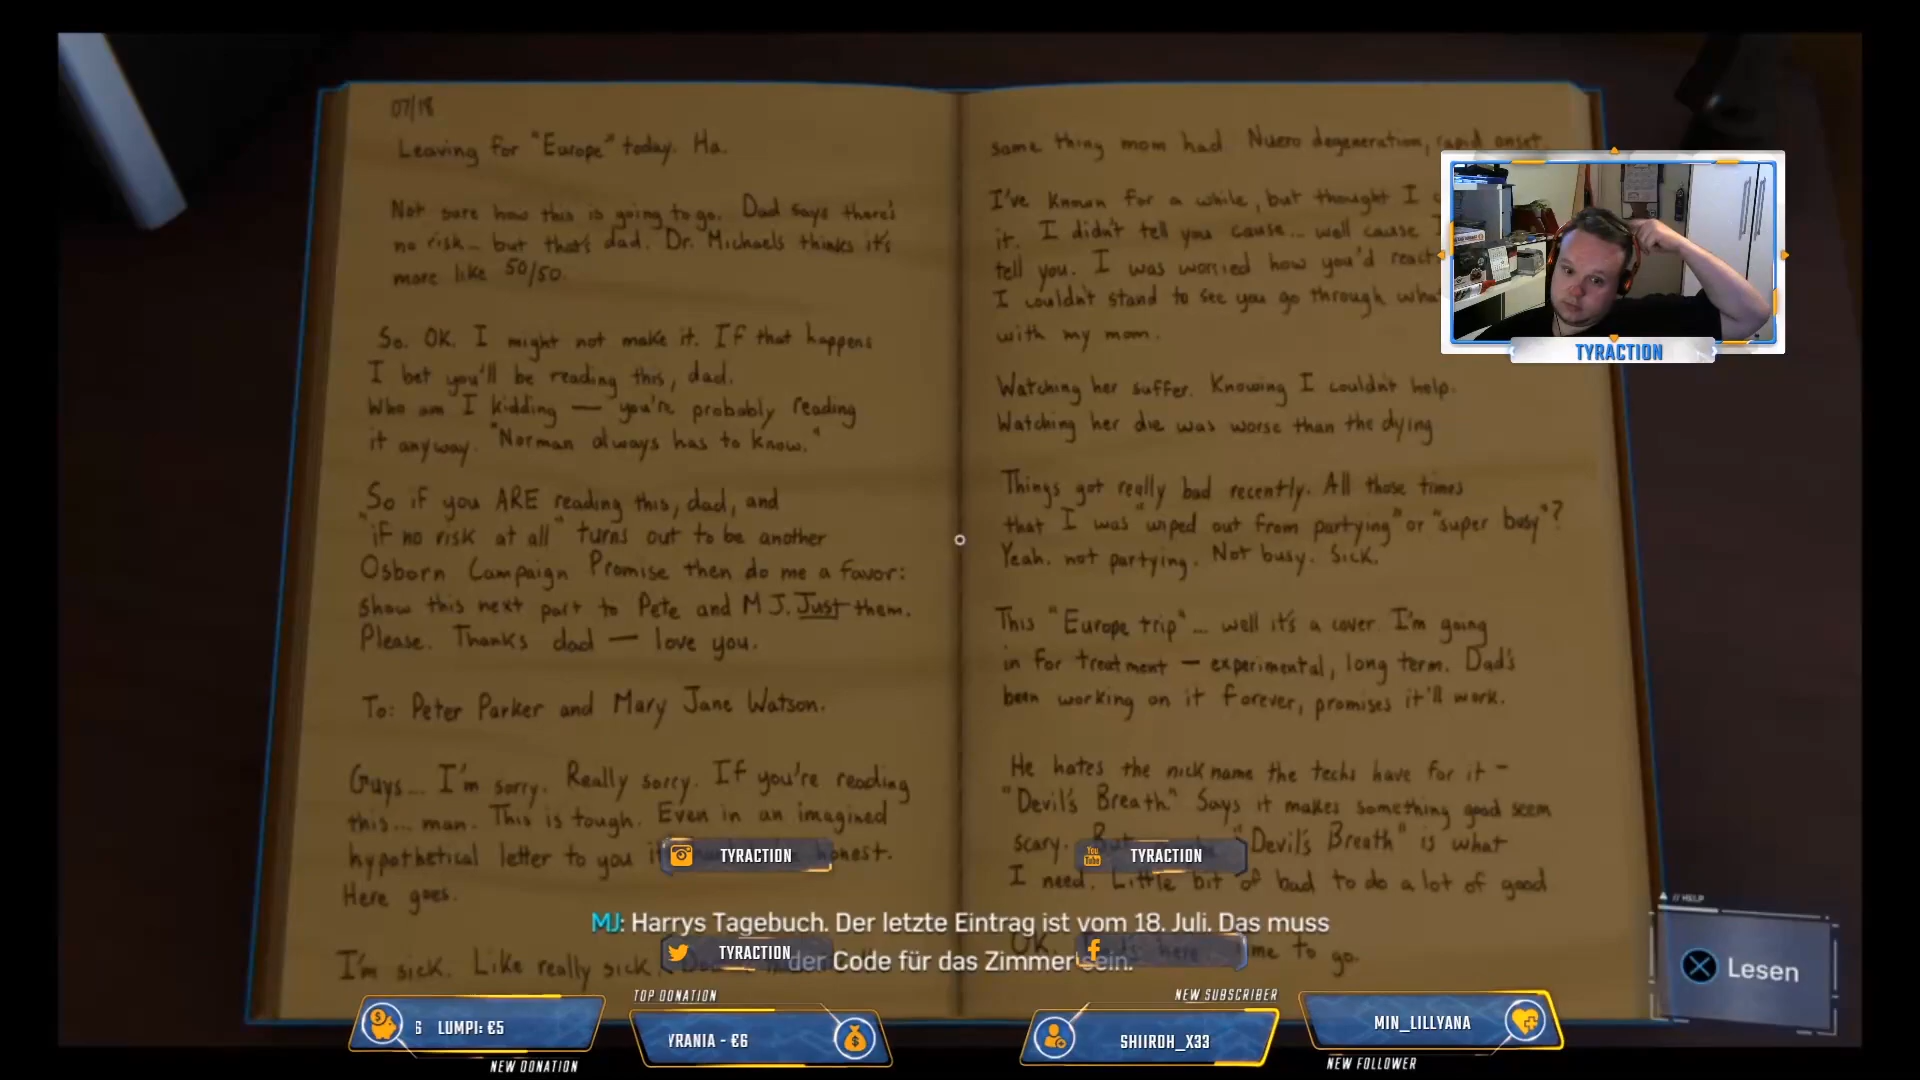 07/18
Leaving for "Europe" today. Ha.
Not sure how this is going to go. Dad says there's
no risk... but that's dad. Dr. Michaels thinks it's
more like 50/50.
So. OK. I might not make it. If that happens
I bet you'll be reading this, dad.
Who am I kidding — you're probably reading
it anyway. "Norman always has to know."
So if you ARE reading this, dad, and
"if no risk at all" turns out to be another
Osborn Campaign Promise then do me a favor:
show this next part to Pete and MJ. Just them.
Please. Thanks dad — love you.
To: Peter Parker and Mary Jane Watson.
Guys... I'm sorry. Really sorry. If you're reading
this... man. This is tough. Even in an imagined
hypothetical letter to you honest.
Here goes.
I'm sick. Like really sick.
same thing mom had Nuero degeneration, rapid onset
I've known for a while, but thought I
it. I didn't tell you cause... well cause
tell you. I was worried how you'd react
I couldn't stand to see you go through
with my mom.
Watching her suffer. Knowing I couldn't help.
Watching her die was worse than the dying
Things got really bad recently. All those times
that I was "wiped out from partying" or "super busy"?
Yeah. not partying. Not busy. Sick.
This "Europe trip"... well it's a cover. I'm going
in for treatment — experimental, long term. Dad's
been working on it forever, promises it'll work.
He hates the nickname the techs have for it -
"Devil's Breath." Says it makes something good seem
scary. "Devil's Breath" is what
I need. Little bit of bad to do a lot of good
OK. here to go.
TYRACTION
TYRACTION
TYRACTION
TYRACTION
MJ: Harrys Tagebuch. Der letzte Eintrag ist vom 18. Juli. Das muss
der Code für das Zimmer sein.
// HELP
Lesen
6 LUMPI: €5
NEW DONATION
TOP DONATION
YRANIA - €6
NEW SUBSCRIBER
SHIIROH_X33
MIN_LILLYANA
NEW FOLLOWER